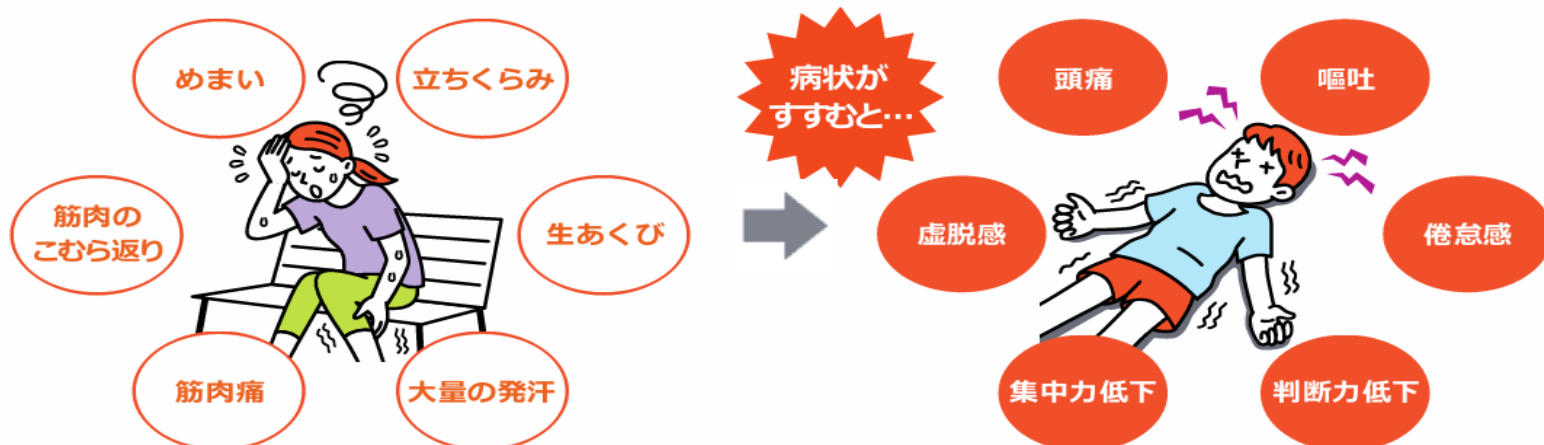 めまい
立ちくらみ
筋肉の
こむら返り
生あくび
筋肉痛
大量の発汗
病状が
すすむと…
頭痛
嘔吐
虚脱感
倦怠感
集中力低下
判断力低下